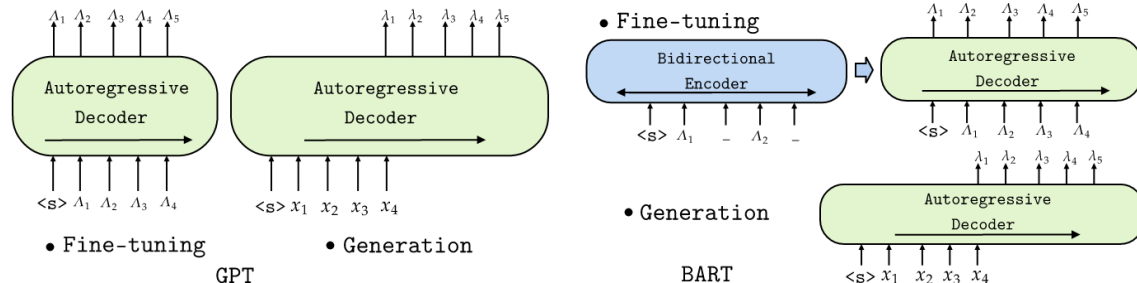 Λ₁ Λ₂ Λ₃ Λ₄ Λ₅
Autoregressive
Decoder
<s> Λ₁ Λ₂ Λ₃ Λ₄
• Fine-tuning
λ₁ λ₂ λ₃ λ₄ λ₅
Autoregressive
Decoder
<s> x₁ x₂ x₃ x₄
• Generation
GPT
• Fine-tuning
Bidirectional
Encoder
<s> Λ₁ _ Λ₂ _
Λ₁ Λ₂ Λ₃ Λ₄ Λ₅
Autoregressive
Decoder
<s> Λ₁ Λ₂ Λ₃ Λ₄
• Generation
λ₁ λ₂ λ₃ λ₄ λ₅
Autoregressive
Decoder
<s> x₁ x₂ x₃ x₄
BART